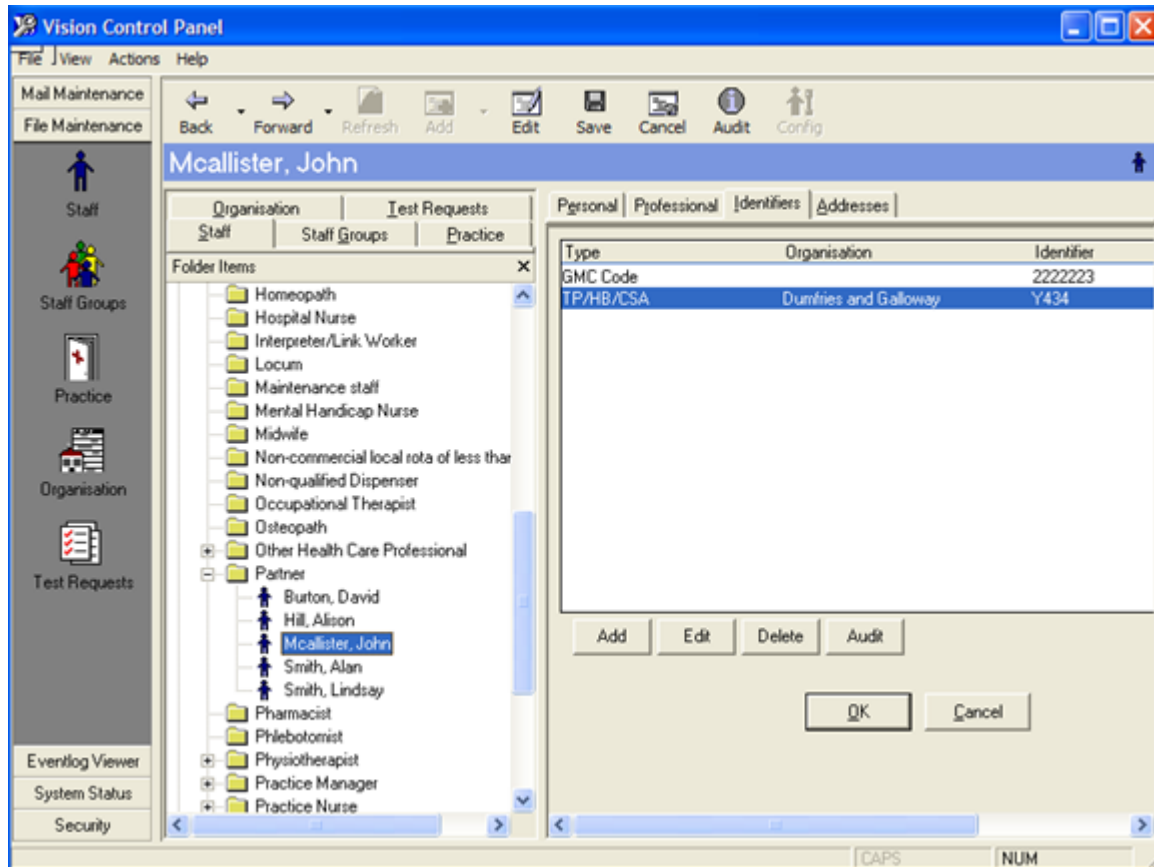 Vision Control Panel
File View Actions Help
Mail Maintenance
File Maintenance
Staff
Staff Groups
Practice
Organisation
Test Requests
Eventlog Viewer
System Status
Security
Back Forward Refresh Add Edit Save Cancel Audit Config
Mcallister, John
Organisation Test Requests
Staff Staff Groups Practice
Folder Items
Homeopath
Hospital Nurse
Interpreter/Link Worker
Locum
Maintenance staff
Mental Handicap Nurse
Midwife
Non-commercial local rota of less than
Non-qualified Dispenser
Occupational Therapist
Osteopath
Other Health Care Professional
Partner
Burton, David
Hill, Alison
Mcallister, John
Smith, Alan
Smith, Lindsay
Pharmacist
Phlebotomist
Physiotherapist
Practice Manager
Practice Nurse
Personal Professional Identifiers Addresses
Type Organisation Identifier
GMC Code 2222223
TP/HB/CSA Dumfries and Galloway Y434
Add Edit Delete Audit
OK Cancel
CAPS NUM